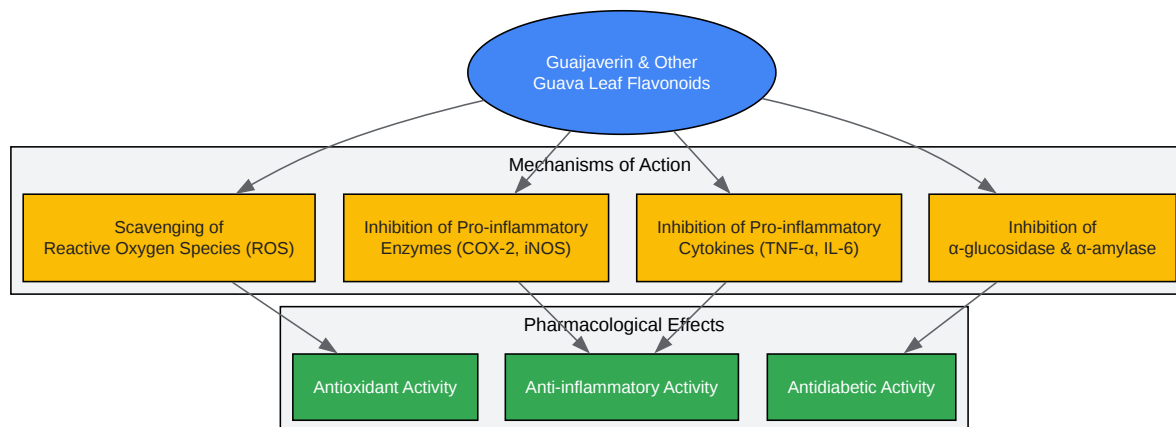 Guaijaverin & Other
Guava Leaf Flavonoids
Mechanisms of Action
Scavenging of
Reactive Oxygen Species (ROS)
Inhibition of Pro-inflammatory
Enzymes (COX-2, iNOS)
Inhibition of Pro-inflammatory
Cytokines (TNF-α, IL-6)
Inhibition of
α-glucosidase & α-amylase
Pharmacological Effects
Antioxidant Activity
Anti-inflammatory Activity
Antidiabetic Activity